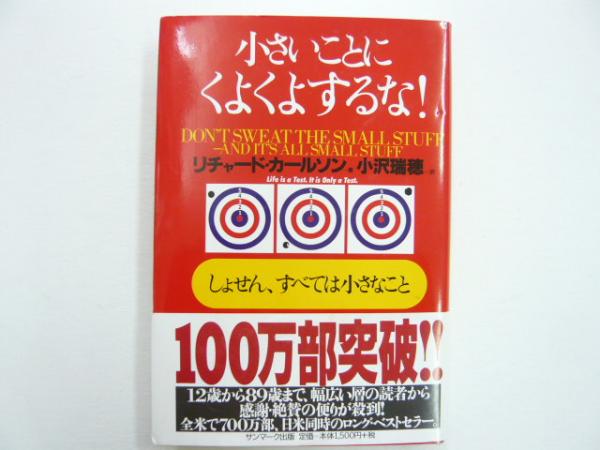 小さいことに
くよくよするな!
DON'T SWEAT THE SMALL STUFF
—AND IT'S ALL SMALL STUFF
リチャード・カールソン 著 小沢瑞穂 訳
Life is a Test. It is Only a Test.
しょせん、すべては小さなこと
100万部突破!!
12歳から89歳まで、幅広い層の読者から
感謝・絶賛の便りが殺到!
全米で700万部、日米同時のロングベストセラー。
サンマーク出版 定価=本体1,500円+税